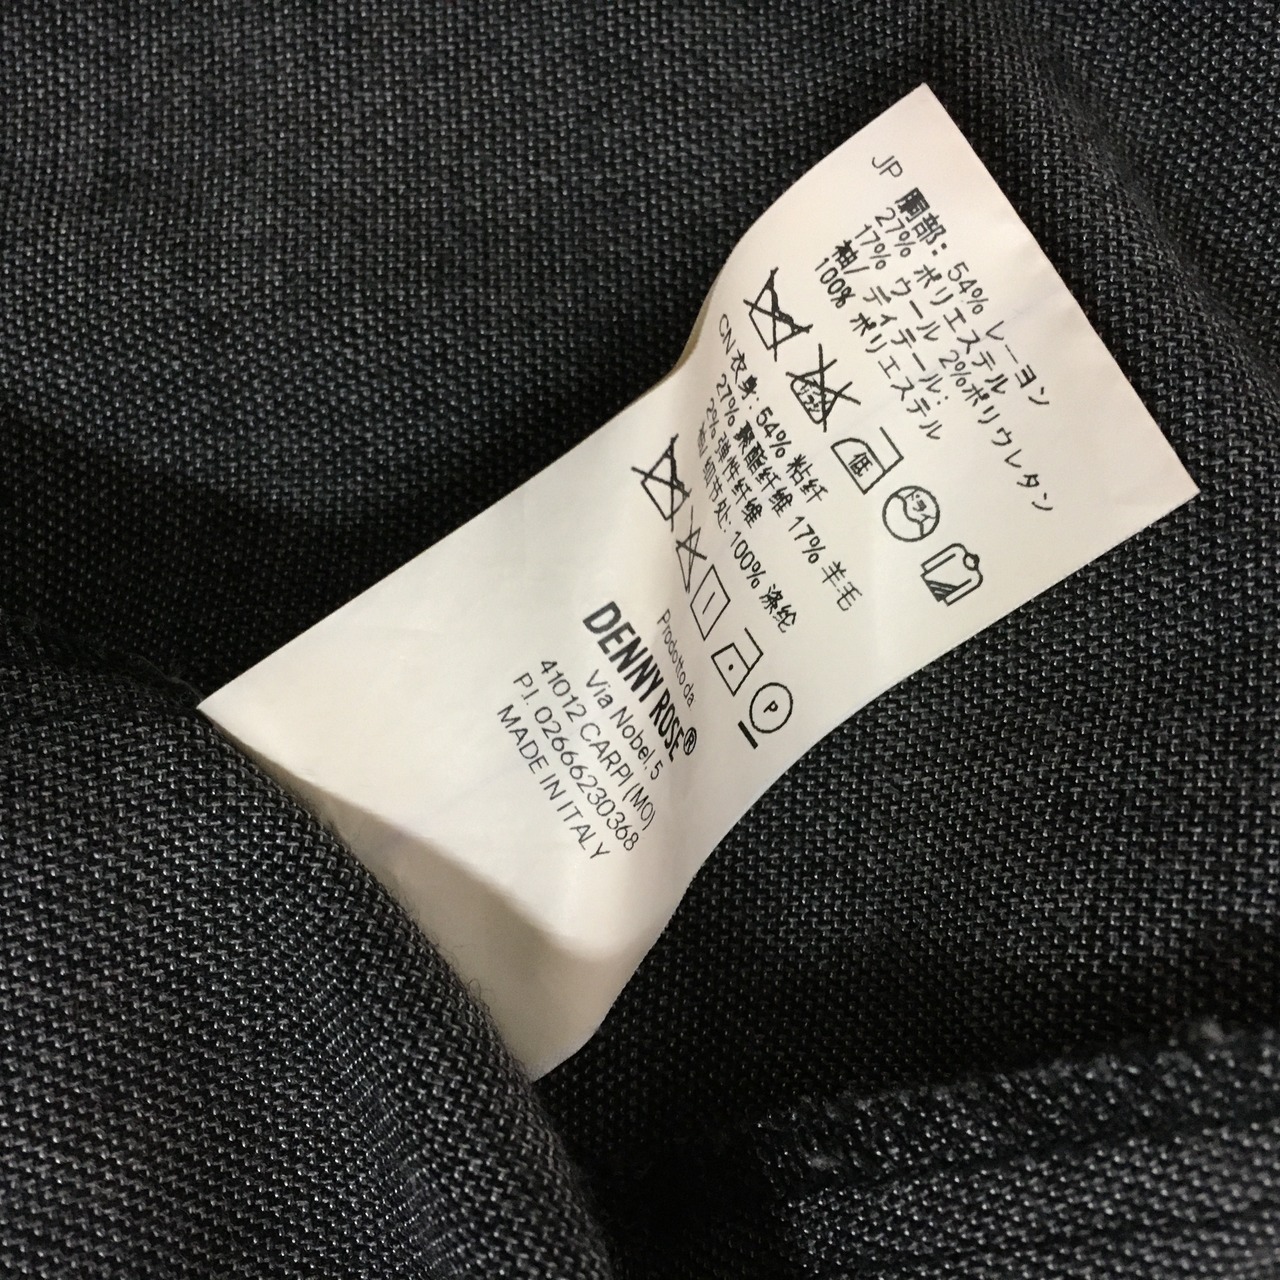 JP 胴部: 54% レーヨン
27% ポリエステル
17% ウール 2%ポリウレタン
袖/ ディテール:
100% ポリエステル
低 ドライ
CN 衣身: 54% 粘纤
27% 聚酯纤维 17% 羊毛
2% 弹性纤维
细节处: 100% 涤纶
P
Prodotto da
DENNY ROSE®
Via Nobel, 5
41012 CARPI (MO)
P.I. 02666230368
MADE IN ITALY